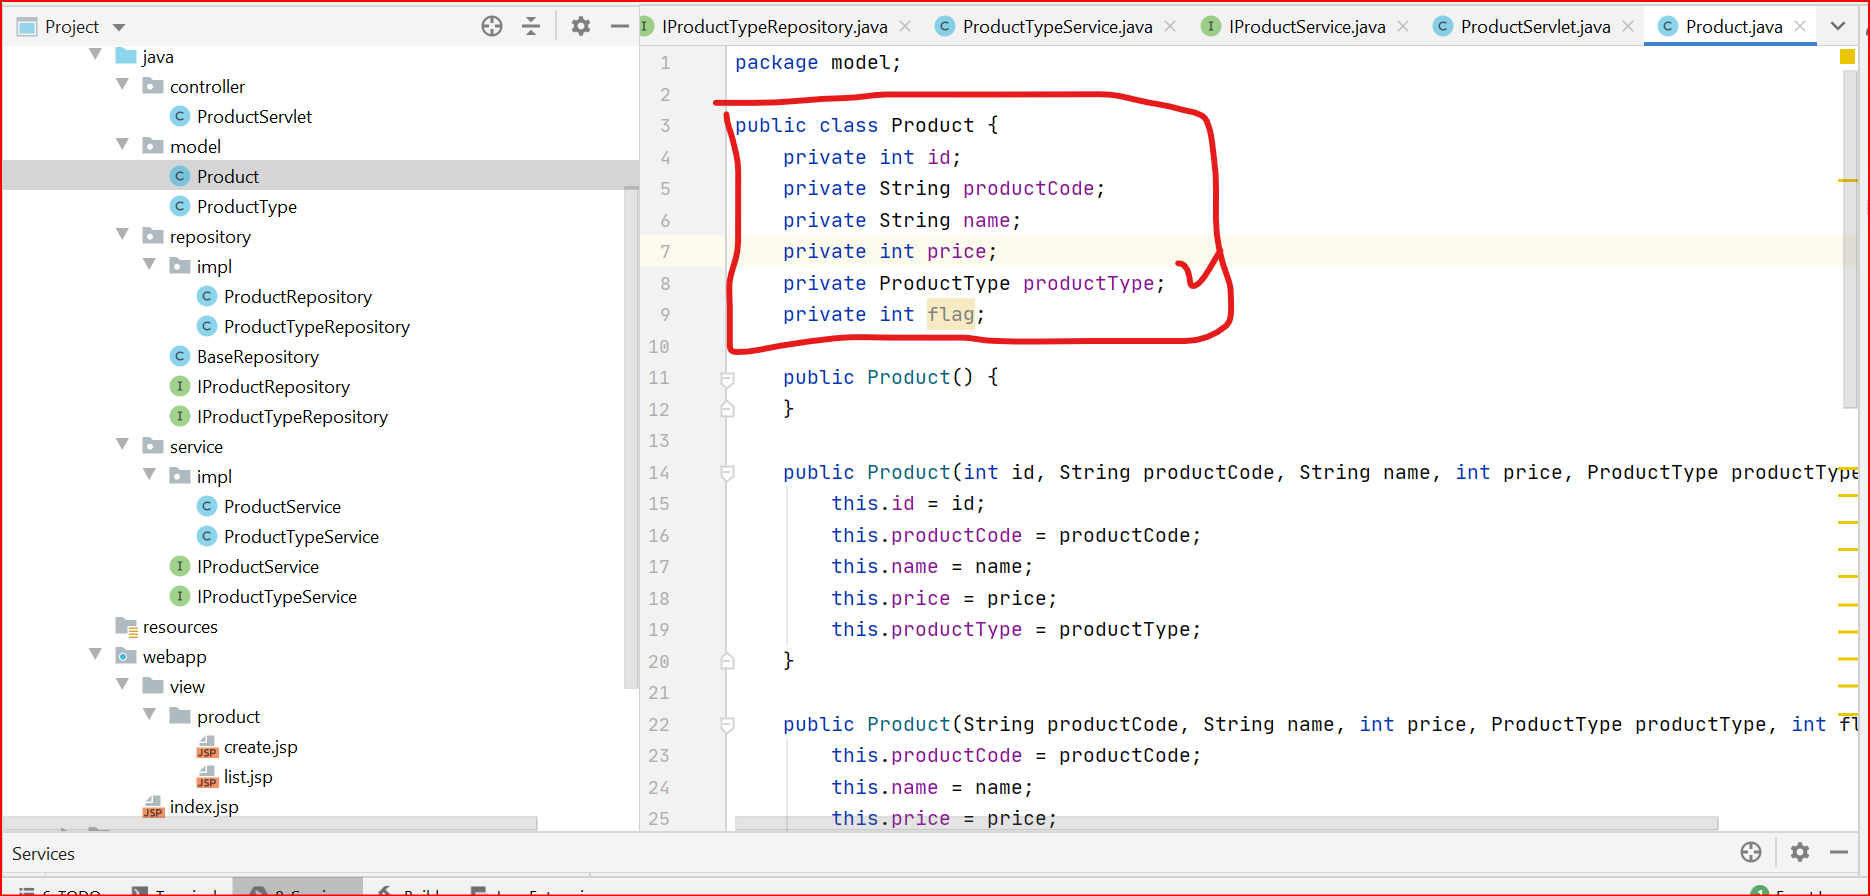 Project
IProductTypeRepository.java
ProductTypeService.java
IProductService.java
ProductServlet.java
Product.java
java
controller
ProductServlet
model
Product
ProductType
repository
impl
ProductRepository
ProductTypeRepository
BaseRepository
IProductRepository
IProductTypeRepository
service
impl
ProductService
ProductTypeService
IProductService
IProductTypeService
resources
webapp
view
product
create.jsp
list.jsp
index.jsp
1 package model;
2
3 public class Product {
4 private int id;
5 private String productCode;
6 private String name;
7 private int price;
8 private ProductType productType;
9 private int flag;
10
11 public Product() {
12 }
13
14 public Product(int id, String productCode, String name, int price, ProductType productType
15 this.id = id;
16 this.productCode = productCode;
17 this.name = name;
18 this.price = price;
19 this.productType = productType;
20 }
21
22 public Product(String productCode, String name, int price, ProductType productType, int fl
23 this.productCode = productCode;
24 this.name = name;
25 this.price = price;
Services